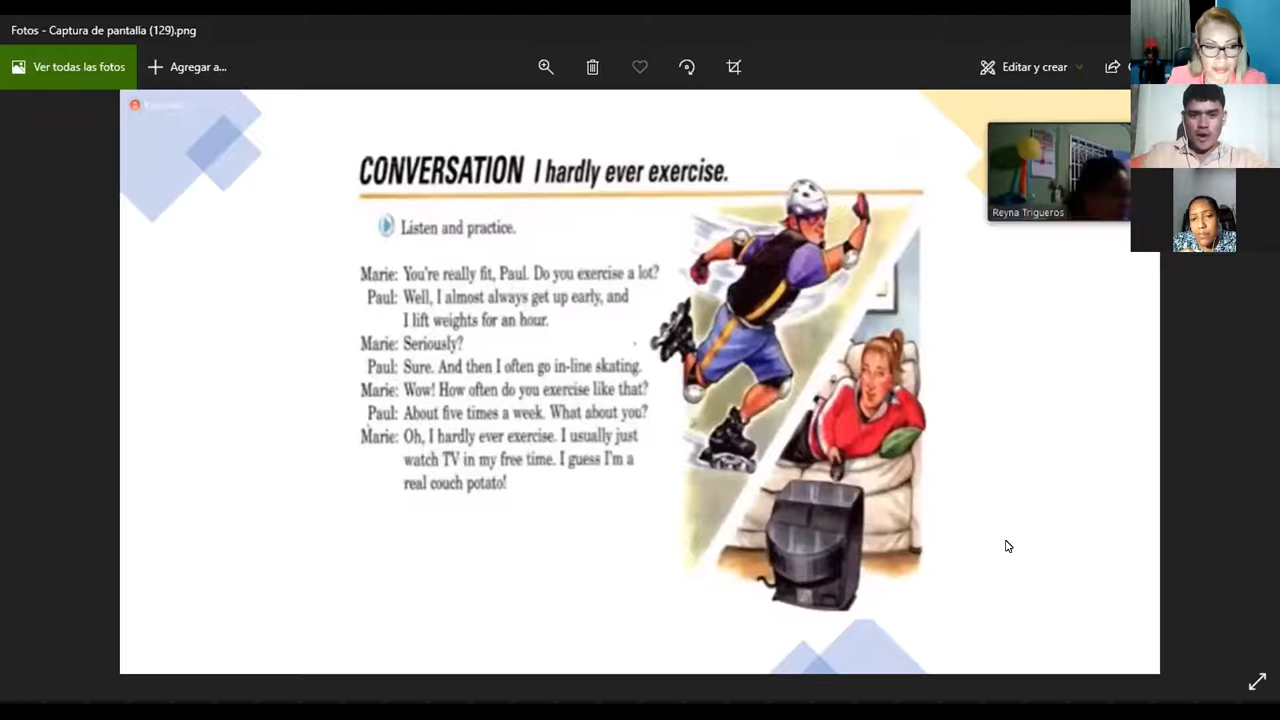 Fotos - Captura de pantalla (129).png
Ver todas las fotos
Agregar a...
Editar y crear
CONVERSATION I hardly ever exercise.
Listen and practice.
Marie: You're really fit, Paul. Do you exercise a lot?
Paul: Well, I almost always get up early, and
I lift weights for an hour.
Marie: Seriously?
Paul: Sure. And then I often go in-line skating.
Marie: Wow! How often do you exercise like that?
Paul: About five times a week. What about you?
Marie: Oh, I hardly ever exercise. I usually just
watch TV in my free time. I guess I'm a
real couch potato!
Reyna Trigueros